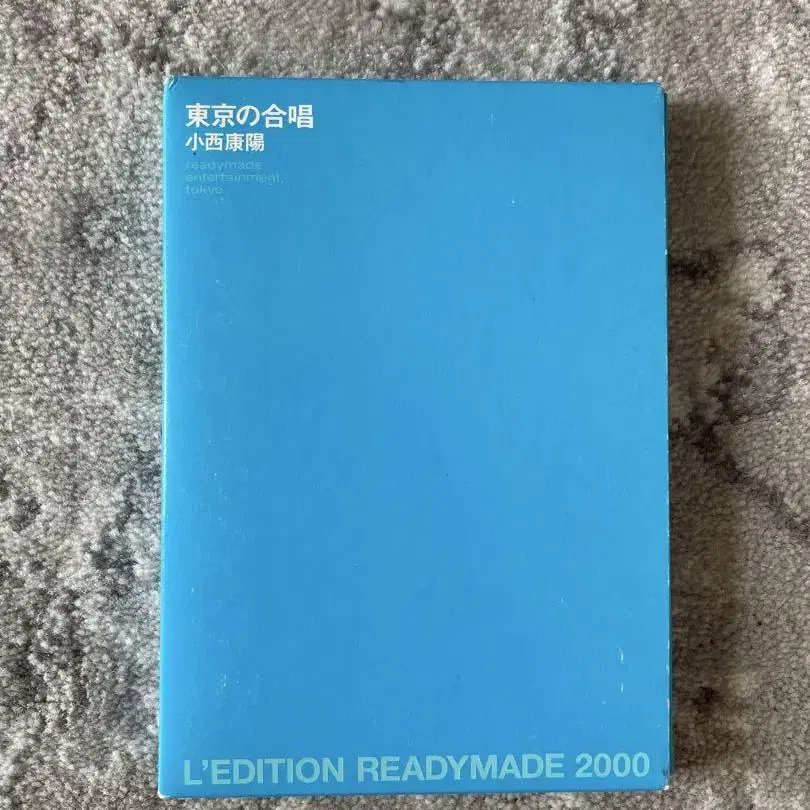 東京の合唱
小西康陽
readymade
entertainment,
tokyo
L'EDITION READYMADE 2000